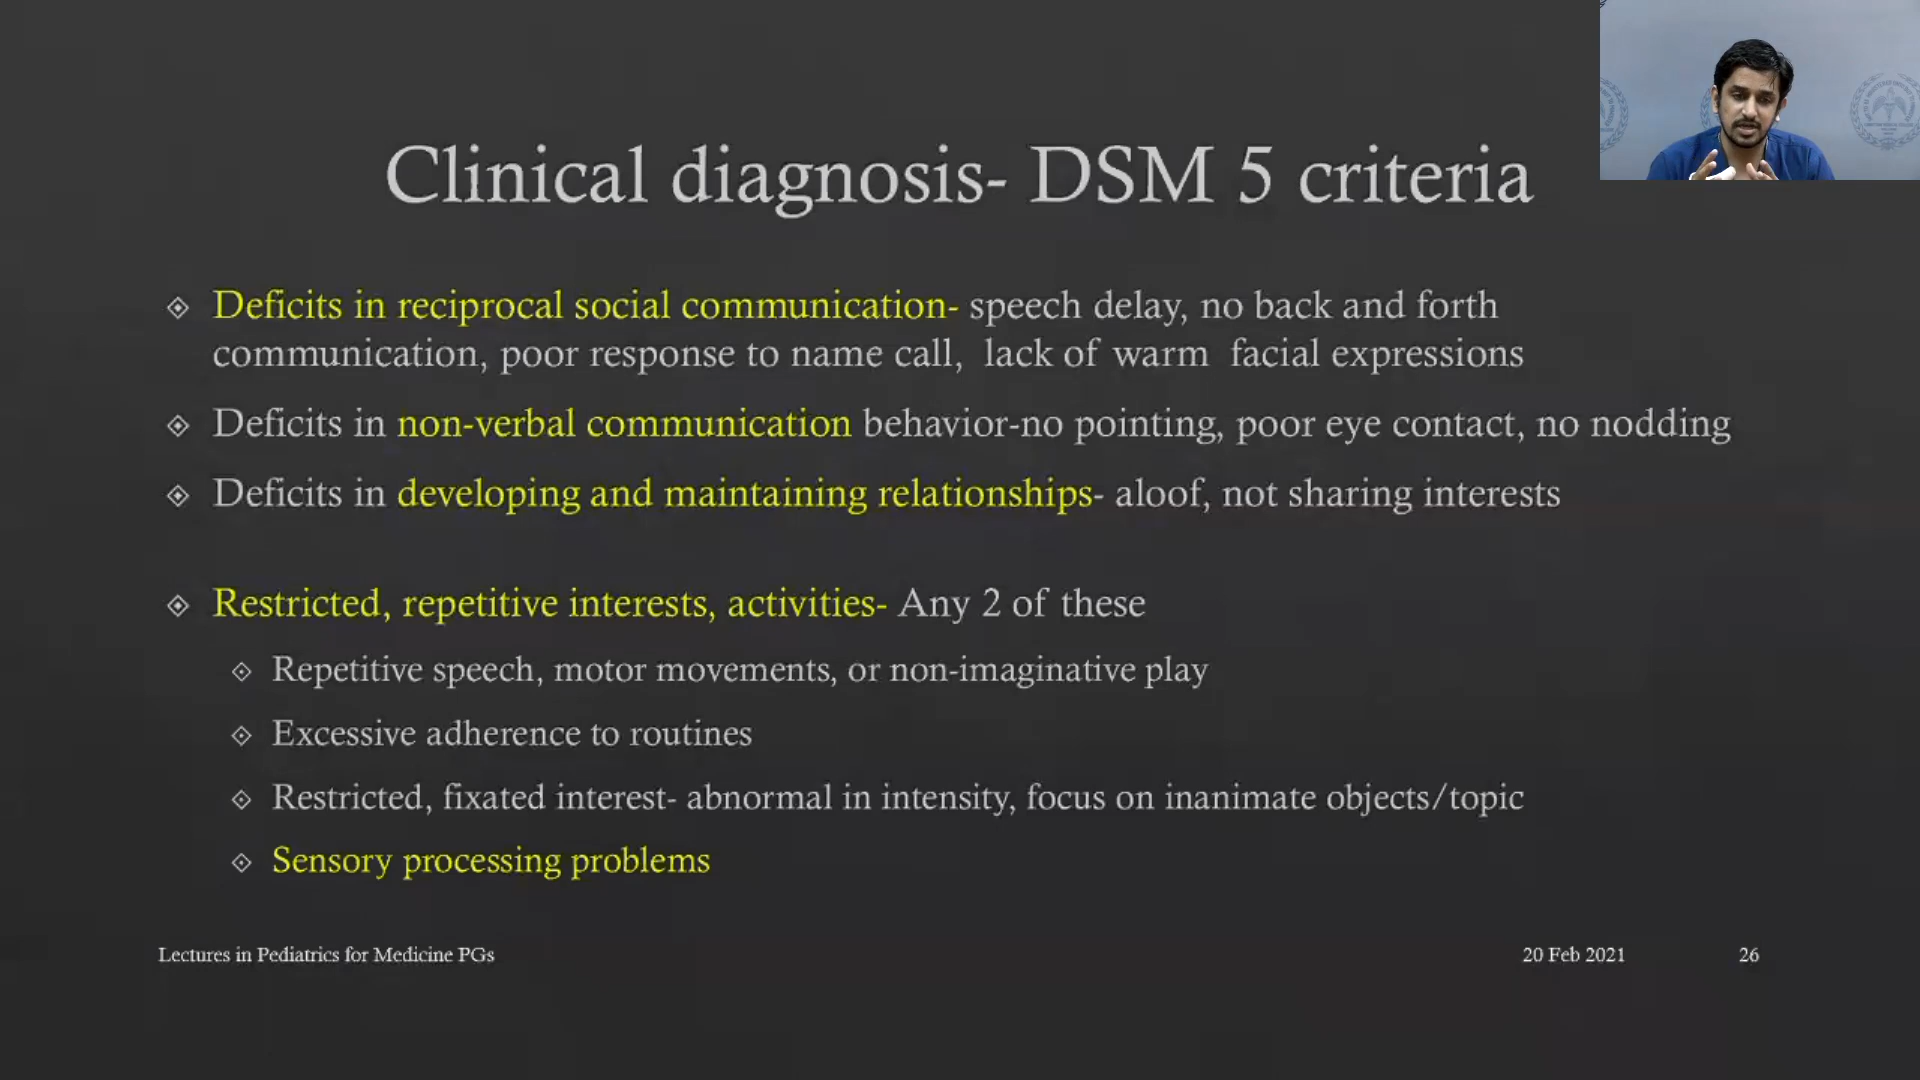 Clinical diagnosis- DSM 5 criteria
Deficits in reciprocal social communication- speech delay, no back and forth
communication, poor response to name call, lack of warm facial expressions
Deficits in non-verbal communication behavior-no pointing, poor eye contact, no nodding
Deficits in developing and maintaining relationships- aloof, not sharing interests
Restricted, repetitive interests, activities- Any 2 of these
Repetitive speech, motor movements, or non-imaginative play
Excessive adherence to routines
Restricted, fixated interest- abnormal in intensity, focus on inanimate objects/topic
Sensory processing problems
Lectures in Pediatrics for Medicine PGs
20 Feb 2021
26